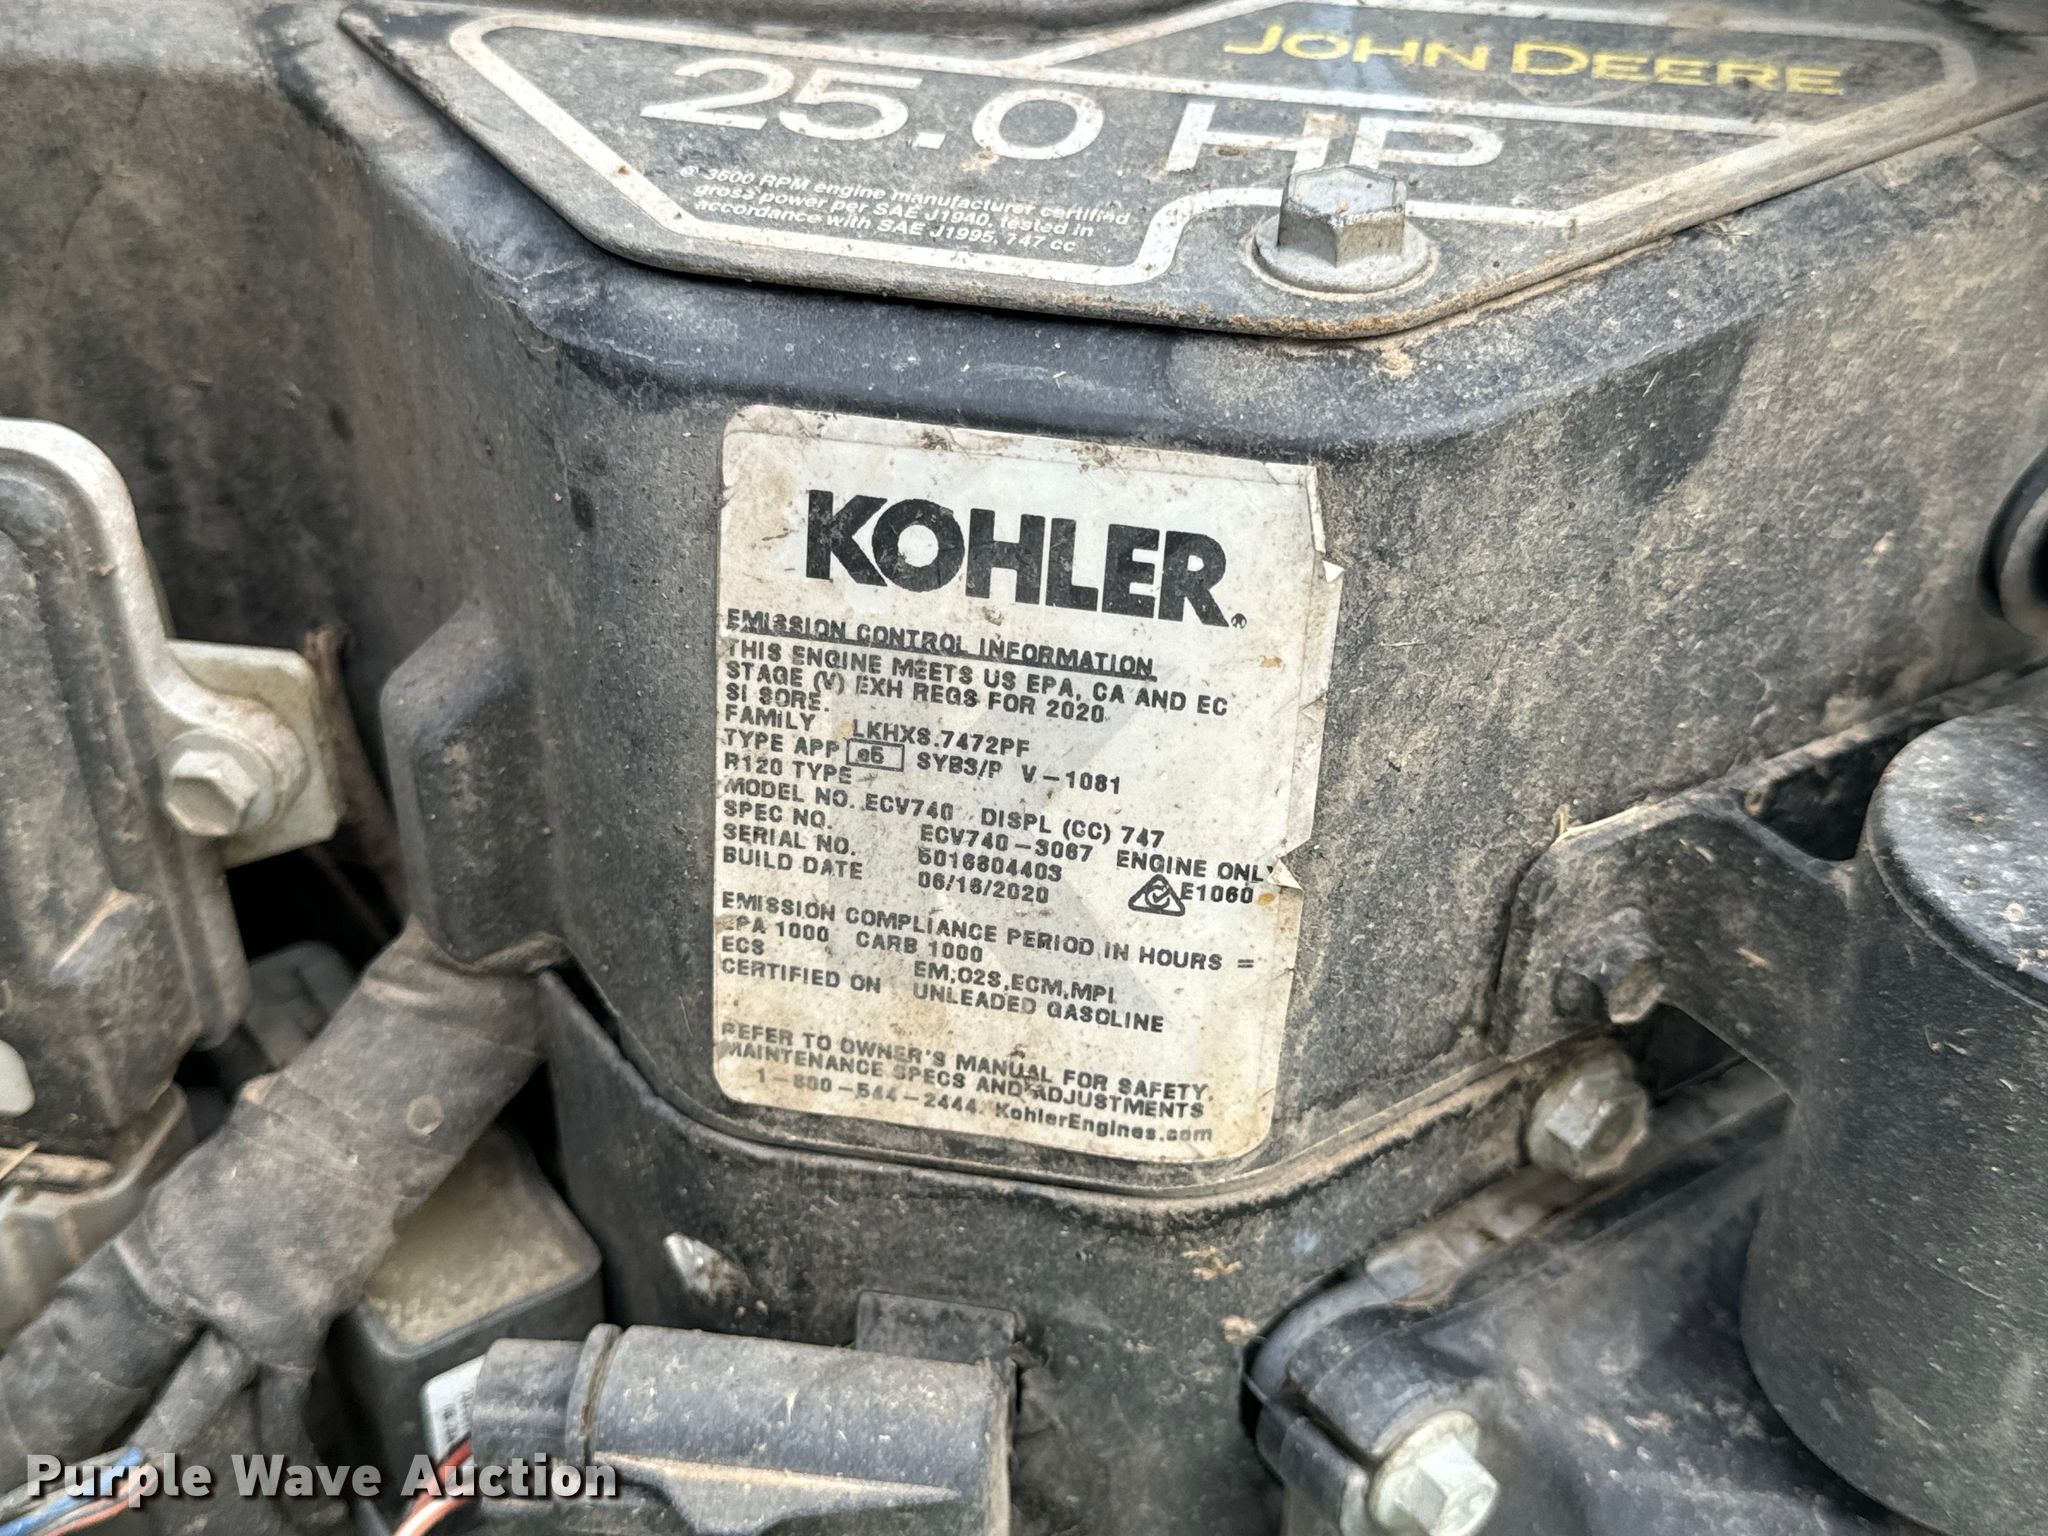 JOHN DEERE
25.0 HP
@ 3600 RPM engine manufacturer certified
gross power per SAE J1940, tested in
accordance with SAE J1995, 747 cc
KOHLER®
EMISSION CONTROL INFORMATION
THIS ENGINE MEETS US EPA, CA AND EC
STAGE (V) EXH REGS FOR 2020
SI SORE.
FAMILY LKHXS.7472PF
TYPE APP e5 SYBS/P V-1081
R120 TYPE
MODEL NO. ECV740 DISPL (CC) 747
SPEC NO. ECV740-3067 ENGINE ONLY
SERIAL NO. 5016804403
BUILD DATE 06/18/2020 E1060
EMISSION COMPLIANCE PERIOD IN HOURS =
EPA 1000 CARB 1000
ECS EM,O2S,ECM,MPI
CERTIFIED ON UNLEADED GASOLINE
REFER TO OWNER'S MANUAL FOR SAFETY,
MAINTENANCE SPECS AND ADJUSTMENTS
1-800-544-2444 KohlerEngines.com
Purple Wave Auction